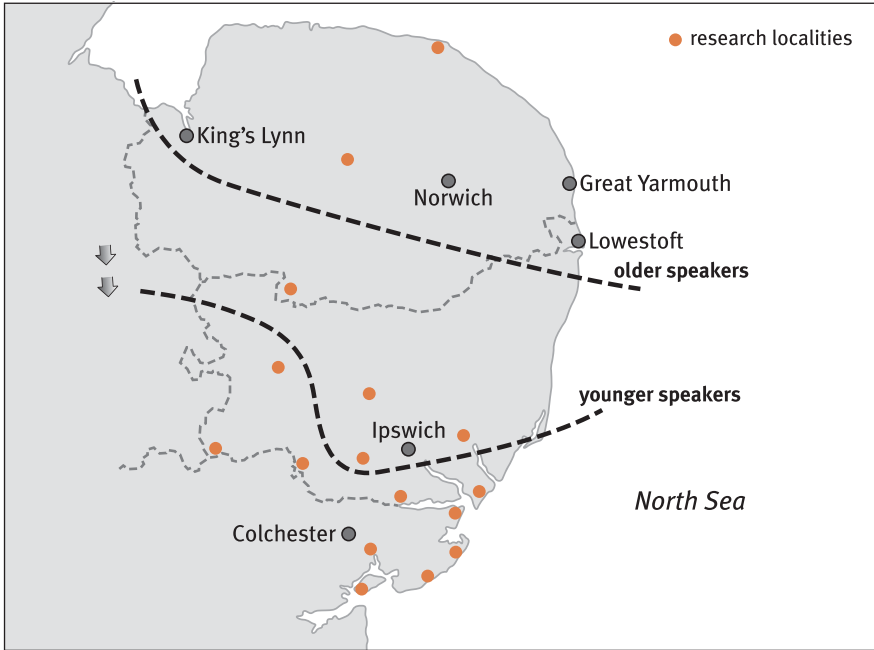 research localities
King's Lynn
Norwich
Great Yarmouth
Lowestoft
older speakers
younger speakers
Ipswich
North Sea
Colchester